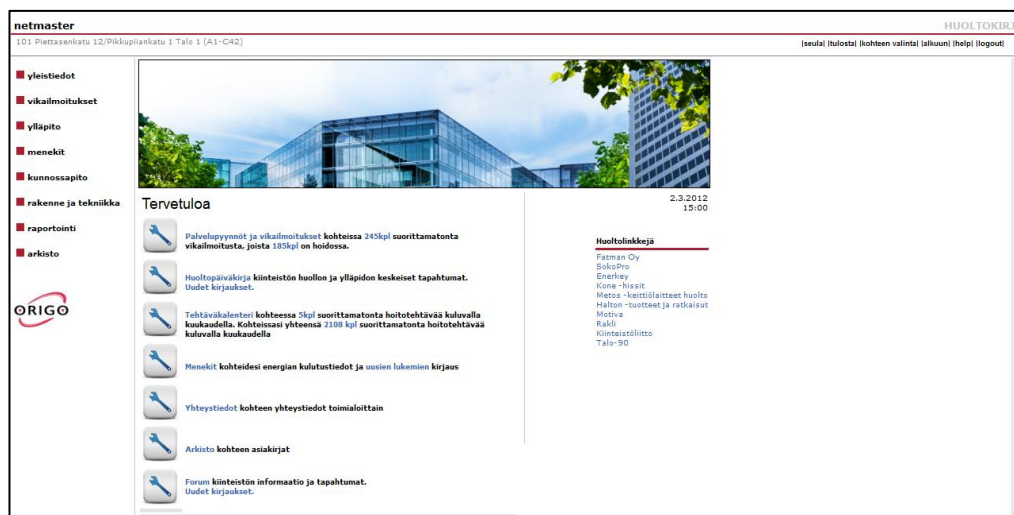 netmaster
HUOLTOKIRJ
101 Piettasenkatu 12/Pikkupiiankatu 1 Talo 1 (A1-C42)
|seula| |tulosta| |kohteen valinta| |alkuun| |help| |logout|
yleistiedot
vikailmoitukset
ylläpito
menekit
kunnossapito
rakenne ja tekniikka
raportointi
arkisto
ORIGO
Tervetuloa
2.3.2012
15:00
Palvelupyynnöt ja vikailmoitukset kohteissa 245kpl suorittamatonta
vikailmoitusta, joista 185kpl on hoidossa.
Huoltopäiväkirja kiinteistön huollon ja ylläpidon keskeiset tapahtumat.
Uudet kirjaukset.
Tehtäväkalenteri kohteessa 5kpl suorittamatonta hoitotehtävää kuluvalla
kuukaudella. Kohteissasi yhteensä 2108 kpl suorittamatonta hoitotehtävää
kuluvalla kuukaudella
Menekit kohteidesi energian kulutustiedot ja uusien lukemien kirjaus
Yhteystiedot kohteen yhteystiedot toimialoittain
Arkisto kohteen asiakirjat
Forum kiinteistön informaatio ja tapahtumat.
Uudet kirjaukset.
Huoltolinkkejä
Fatman Oy
SokoPro
Enerkey
Kone -hissit
Metos -keittiölaitteet huolto
Halton -tuotteet ja ratkaisut
Motiva
Rakli
Kiinteistöliitto
Talo-90